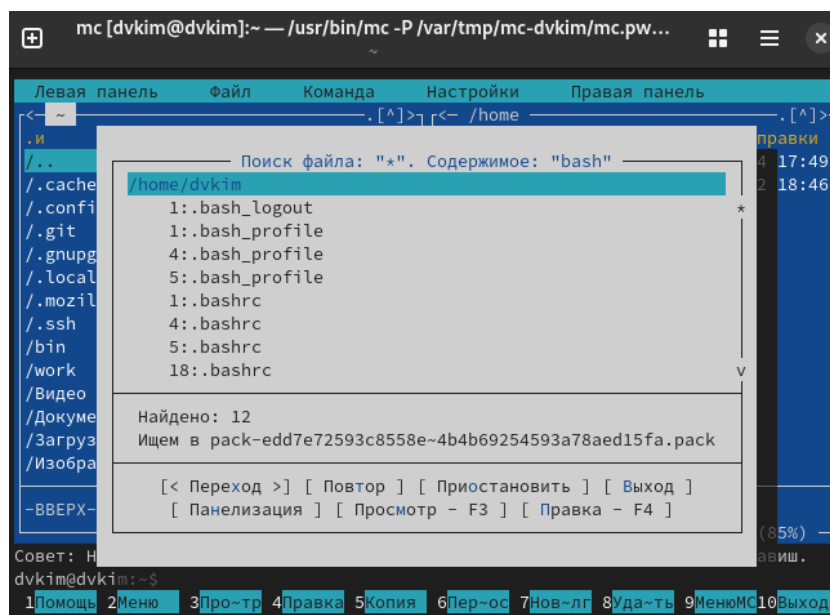 mc [dvkim@dvkim]:~ — /usr/bin/mc -P /var/tmp/mc-dvkim/mc.pw…
~
Левая панель Файл Команда Настройки Правая панель
<— ~ .[^]> <— /home .[^]>
.и правки
/.. 4 17:49
/.cache 2 18:46
/.confi
/.git
/.gnupg
/.local
/.mozil
/.ssh
/bin
/work
/Видео
/Докуме
/Загруз
/Изобра
–ВВЕРХ–
Поиск файла: "*". Содержимое: "bash"
/home/dvkim
1:.bash_logout
1:.bash_profile
4:.bash_profile
5:.bash_profile
1:.bashrc
4:.bashrc
5:.bashrc
18:.bashrc
Найдено: 12
Ищем в pack-edd7e72593c8558e~4b4b69254593a78aed15fa.pack
[< Переход >] [ Повтор ] [ Приостановить ] [ Выход ]
[ Панелизация ] [ Просмотр – F3 ] [ Правка – F4 ]
(85%)
Совет: Н авиш.
dvkim@dvkim:~$
1Помощь 2Меню 3Про~тр 4Правка 5Копия 6Пер~ос 7Нов~лг 8Уда~ть 9МенюMC 10Выход